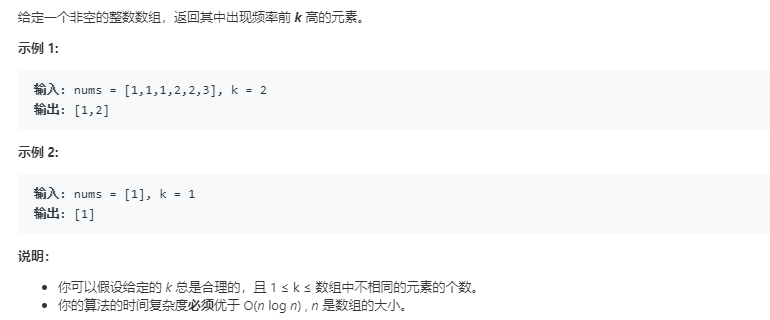 给定一个非空的整数数组，返回其中出现频率前 k 高的元素。
示例 1:
输入: nums = [1,1,1,2,2,3], k = 2
输出: [1,2]
示例 2:
输入: nums = [1], k = 1
输出: [1]
说明：
• 你可以假设给定的 k 总是合理的，且 1 ≤ k ≤ 数组中不相同的元素的个数。
• 你的算法的时间复杂度必须优于 O(n log n) , n 是数组的大小。